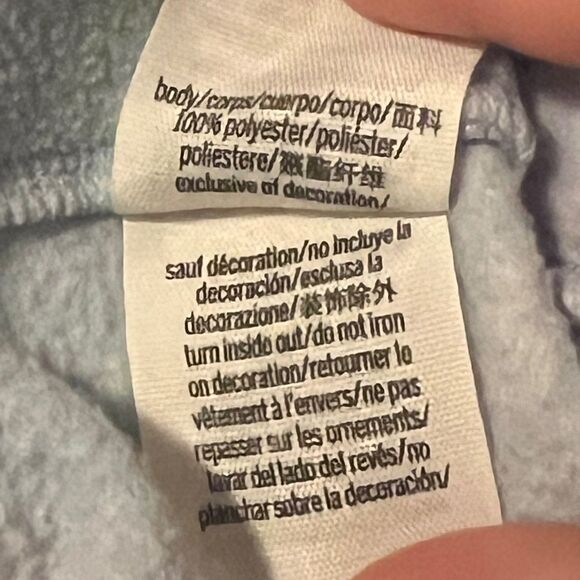 body/corps/cuerpo/corpo/面料
100% polyester/poliéster/
poliestere/聚酯纤维
exclusive of decoration/
sauf décoration/no incluye la
decoración/esclusa la
decorazione/装饰除外
turn inside out/do not iron
on decoration/retourner le
vêtement à l'envers/ne pas
repasser sur les ornements/
lavar del lado del revés/no
planchar sobre la decoración/